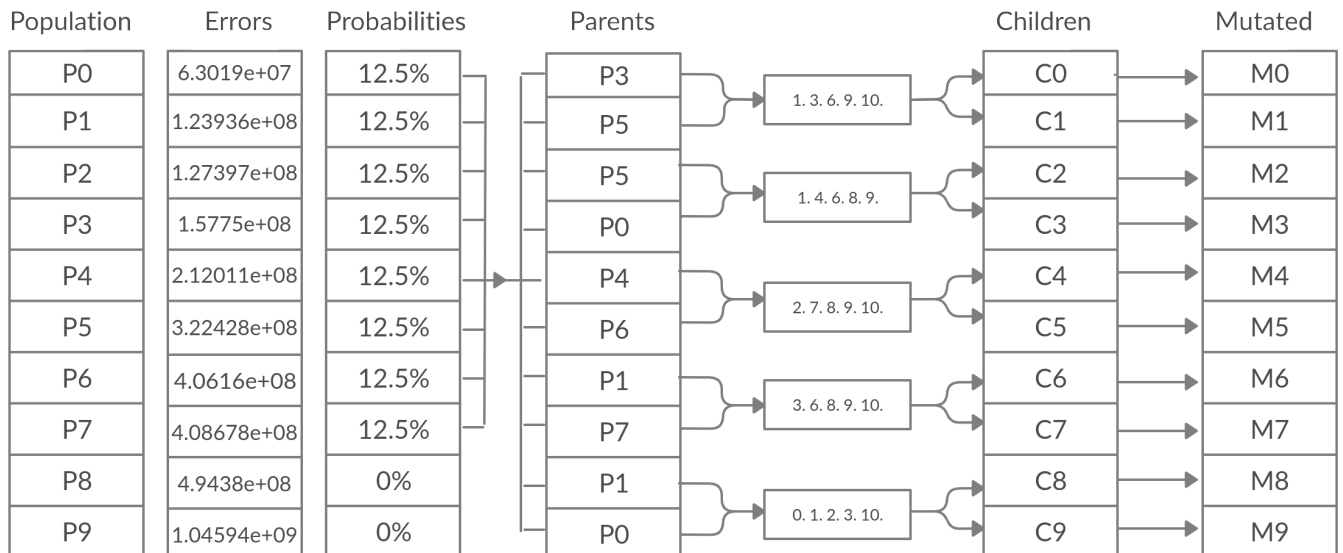 Population Errors Probabilities Parents Children Mutated
P0 6.3019e+07 12.5% P3 C0 M0
1. 3. 6. 9. 10.
P1 1.23936e+08 12.5% P5 C1 M1
P2 1.27397e+08 12.5% P5 C2 M2
1. 4. 6. 8. 9.
P3 1.5775e+08 12.5% P0 C3 M3
P4 2.12011e+08 12.5% P4 C4 M4
2. 7. 8. 9. 10.
P5 3.22428e+08 12.5% P6 C5 M5
P6 4.0616e+08 12.5% P1 C6 M6
3. 6. 8. 9. 10.
P7 4.08678e+08 12.5% P7 C7 M7
P8 4.9438e+08 0% P1 C8 M8
0. 1. 2. 3. 10.
P9 1.04594e+09 0% P0 C9 M9